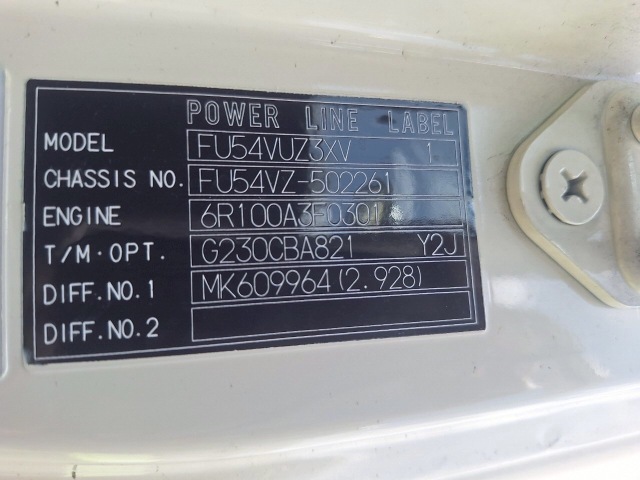 POWER LINE LABEL
MODEL FU54VUZ3XV 1
CHASSIS NO. FU54VZ-502261
ENGINE 6R100A3F0301
T/M·OPT. G230CBA821 Y2J
DIFF.NO.1 MK609964(2.928)
DIFF.NO.2